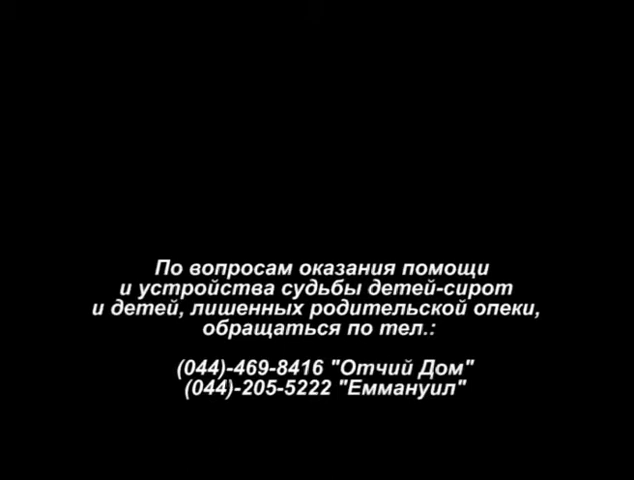 По вопросам оказания помощи
и устройства судьбы детей-сирот
и детей, лишенных родительской опеки,
обращаться по тел.:
(044)-469-8416 "Отчий Дом"
(044)-205-5222 "Еммануил"